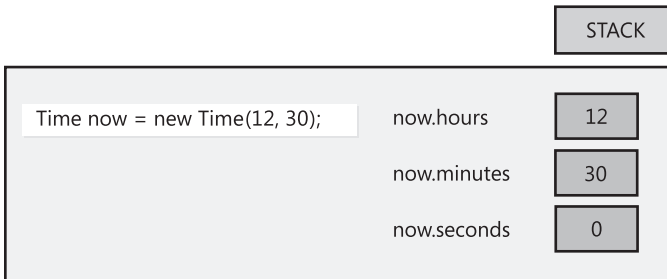 STACK
Time now = new Time(12, 30);
now.hours 12
now.minutes 30
now.seconds 0